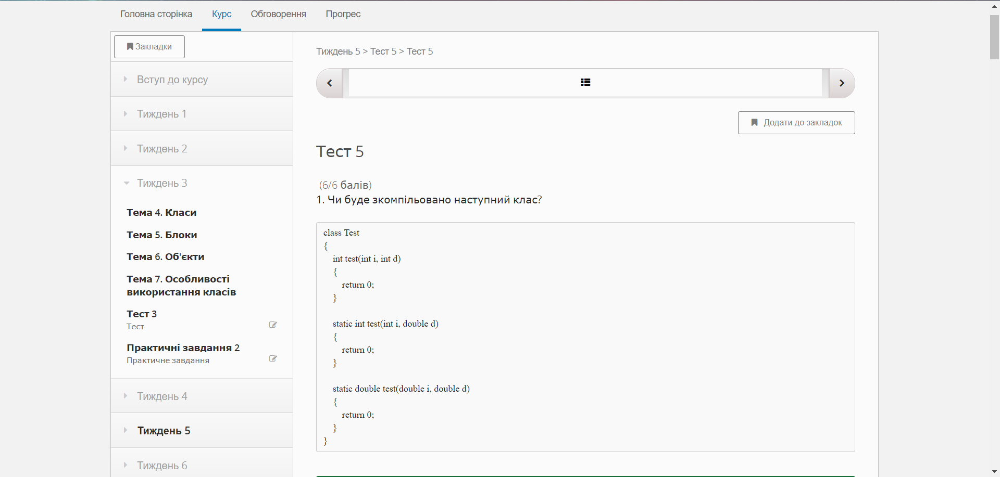 Головна сторінка
Курс
Обговорення
Прогрес
Закладки
Вступ до курсу
Тиждень 1
Тиждень 2
Тиждень 3
Тема 4. Класи
Тема 5. Блоки
Тема 6. Об'єкти
Тема 7. Особливості
використання класів
Тест 3
Тест
Практичні завдання 2
Практичне завдання
Тиждень 4
Тиждень 5
Тиждень 6
Тиждень 5 > Тест 5 > Тест 5
Додати до закладок
Тест 5
(6/6 балів)
1. Чи буде зкомпільовано наступний клас?
class Test
{
int test(int i, int d)
{
return 0;
}
static int test(int i, double d)
{
return 0;
}
static double test(double i, double d)
{
return 0;
}
}